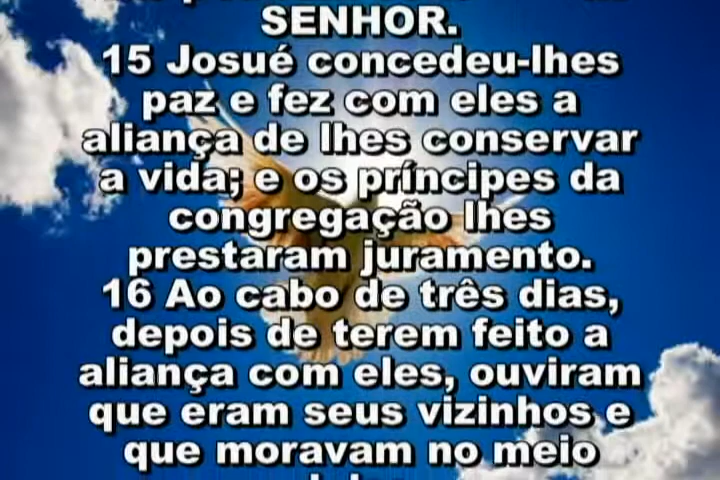 SENHOR.
15 Josué concedeu-lhes
paz e fez com eles a
aliança de lhes conservar
a vida; e os príncipes da
congregação lhes
prestaram juramento.
16 Ao cabo de três dias,
depois de terem feito a
aliança com eles, ouviram
que eram seus vizinhos e
que moravam no meio